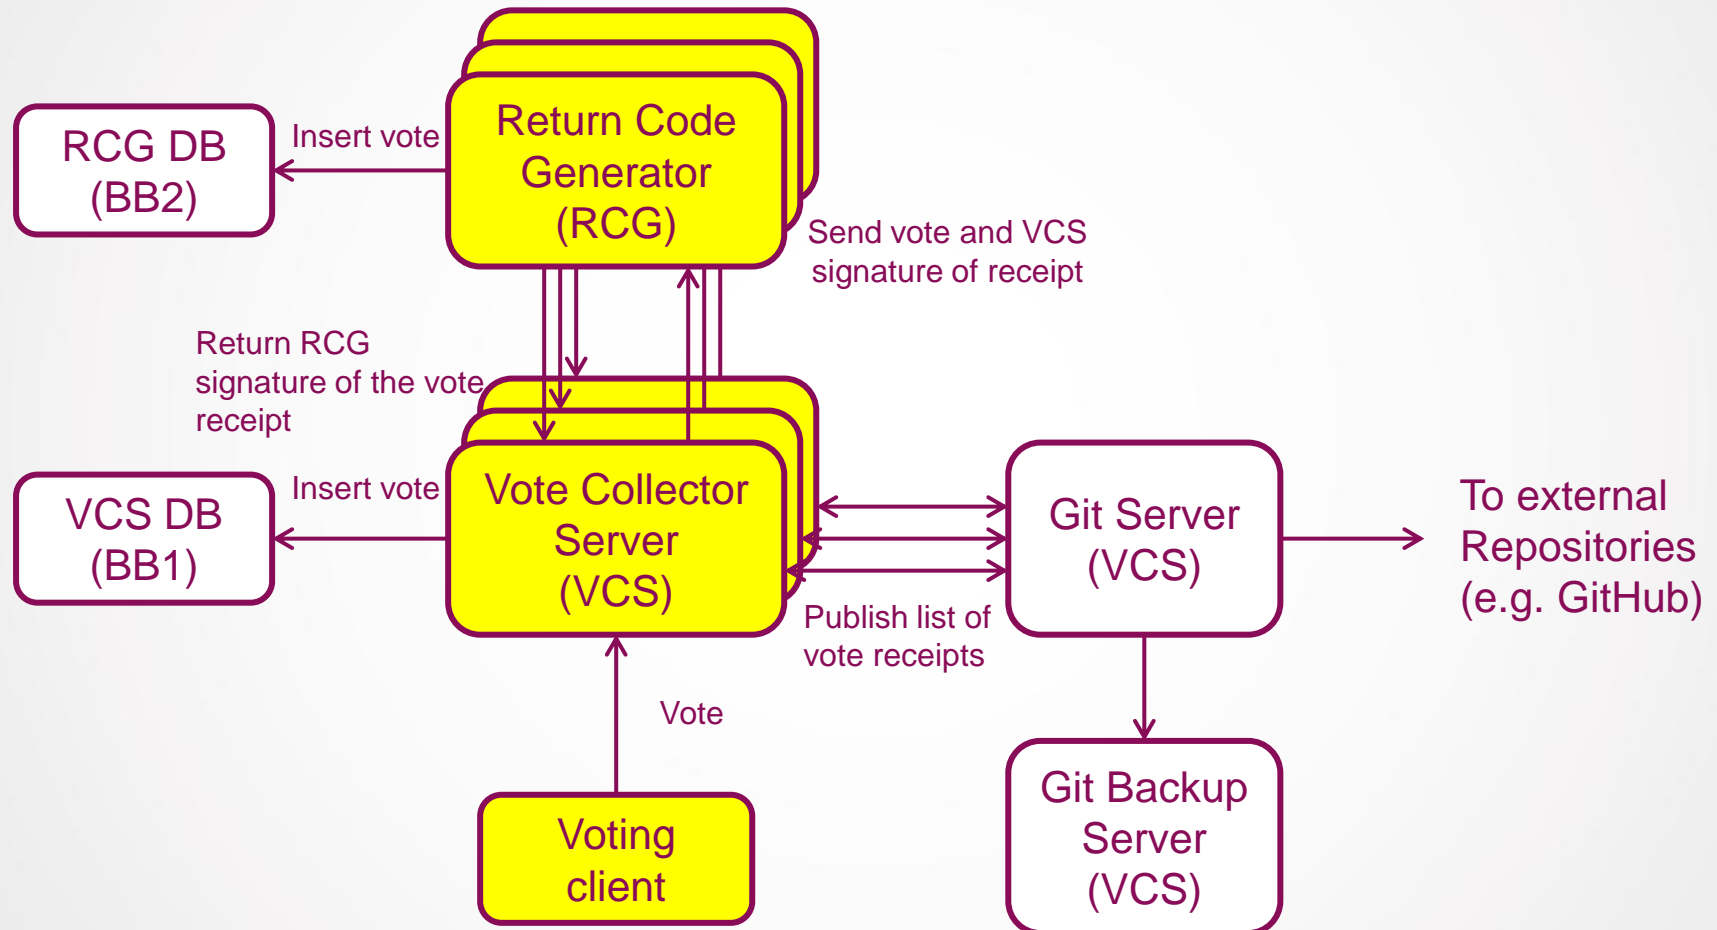 Return Code
Generator
(RCG)
RCG DB
(BB2)
Insert vote
Send vote and VCS
signature of receipt
Return RCG
signature of the vote
receipt
Vote Collector
Server
(VCS)
VCS DB
(BB1)
Insert vote
Git Server
(VCS)
To external
Repositories
(e.g. GitHub)
Publish list of
vote receipts
Vote
Voting
client
Git Backup
Server
(VCS)